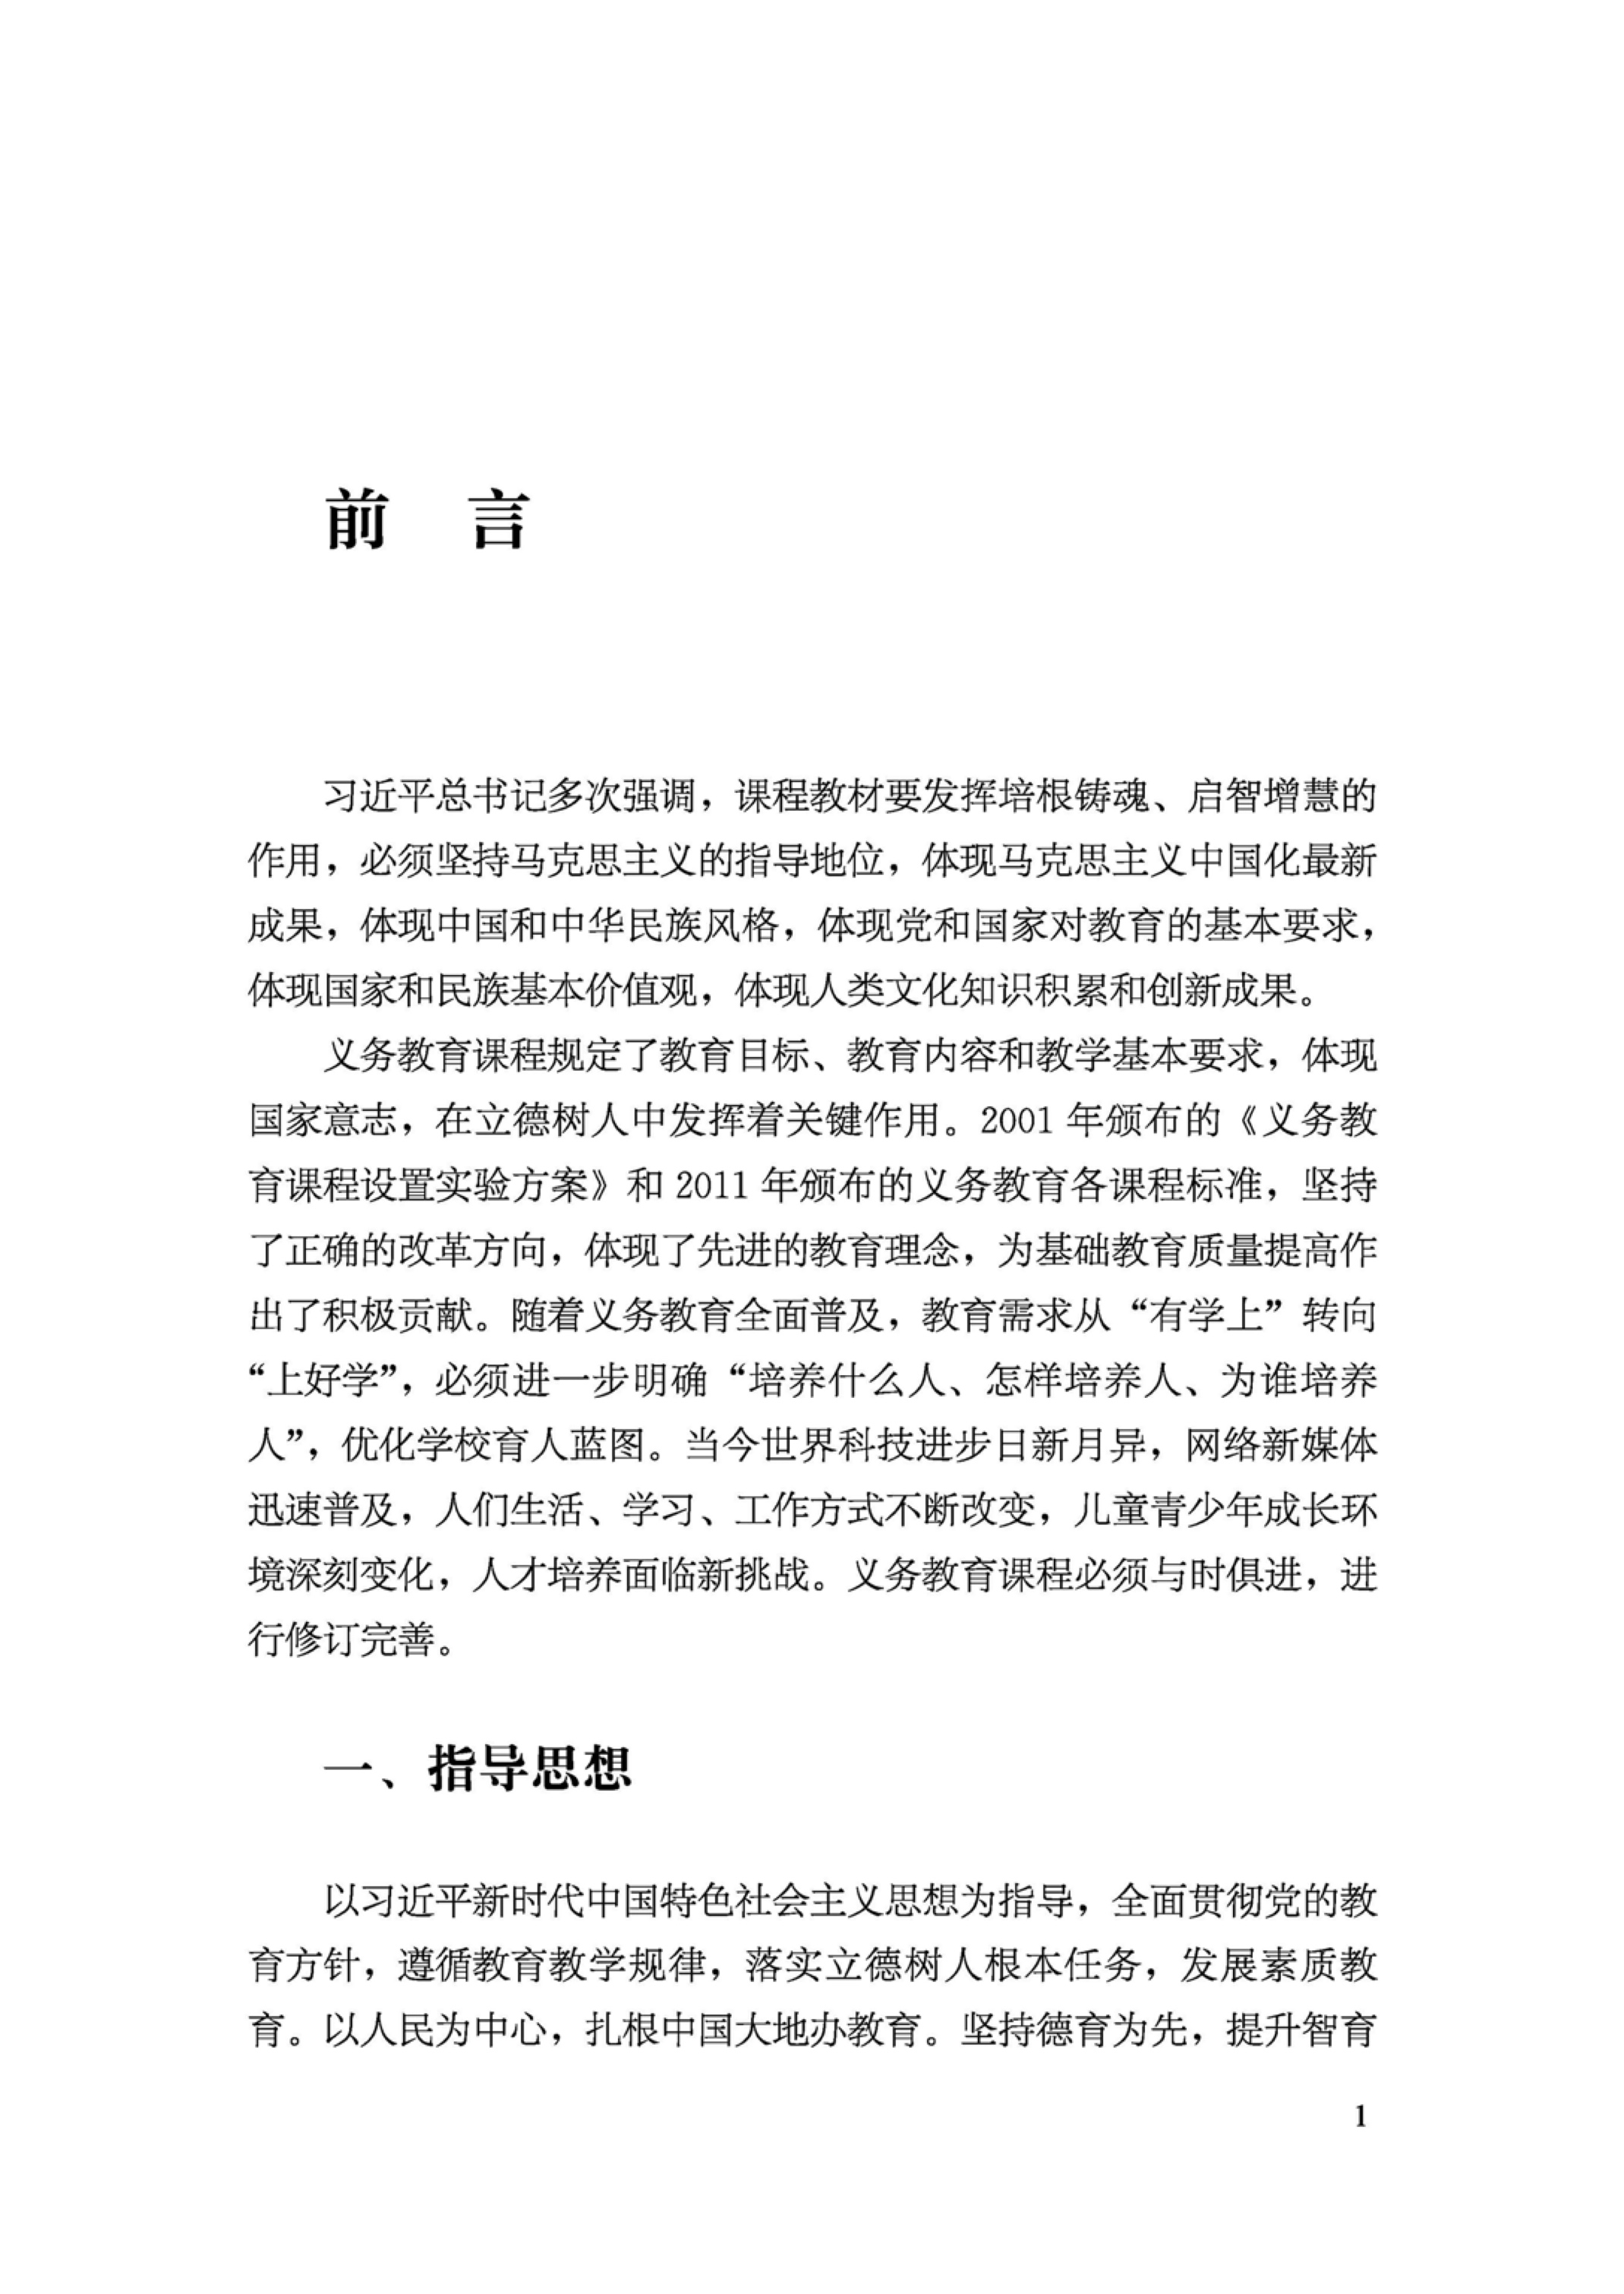 前　言
习近平总书记多次强调，课程教材要发挥培根铸魂、启智增慧的
作用，必须坚持马克思主义的指导地位，体现马克思主义中国化最新
成果，体现中国和中华民族风格，体现党和国家对教育的基本要求，
体现国家和民族基本价值观，体现人类文化知识积累和创新成果。
义务教育课程规定了教育目标、教育内容和教学基本要求，体现
国家意志，在立德树人中发挥着关键作用。2001 年颁布的《义务教
育课程设置实验方案》和 2011 年颁布的义务教育各课程标准，坚持
了正确的改革方向，体现了先进的教育理念，为基础教育质量提高作
出了积极贡献。随着义务教育全面普及，教育需求从“有学上”转向
“上好学”，必须进一步明确“培养什么人、怎样培养人、为谁培养
人”，优化学校育人蓝图。当今世界科技进步日新月异，网络新媒体
迅速普及，人们生活、学习、工作方式不断改变，儿童青少年成长环
境深刻变化，人才培养面临新挑战。义务教育课程必须与时俱进，进
行修订完善。
一、指导思想
以习近平新时代中国特色社会主义思想为指导，全面贯彻党的教
育方针，遵循教育教学规律，落实立德树人根本任务，发展素质教
育。以人民为中心，扎根中国大地办教育。坚持德育为先，提升智育
1